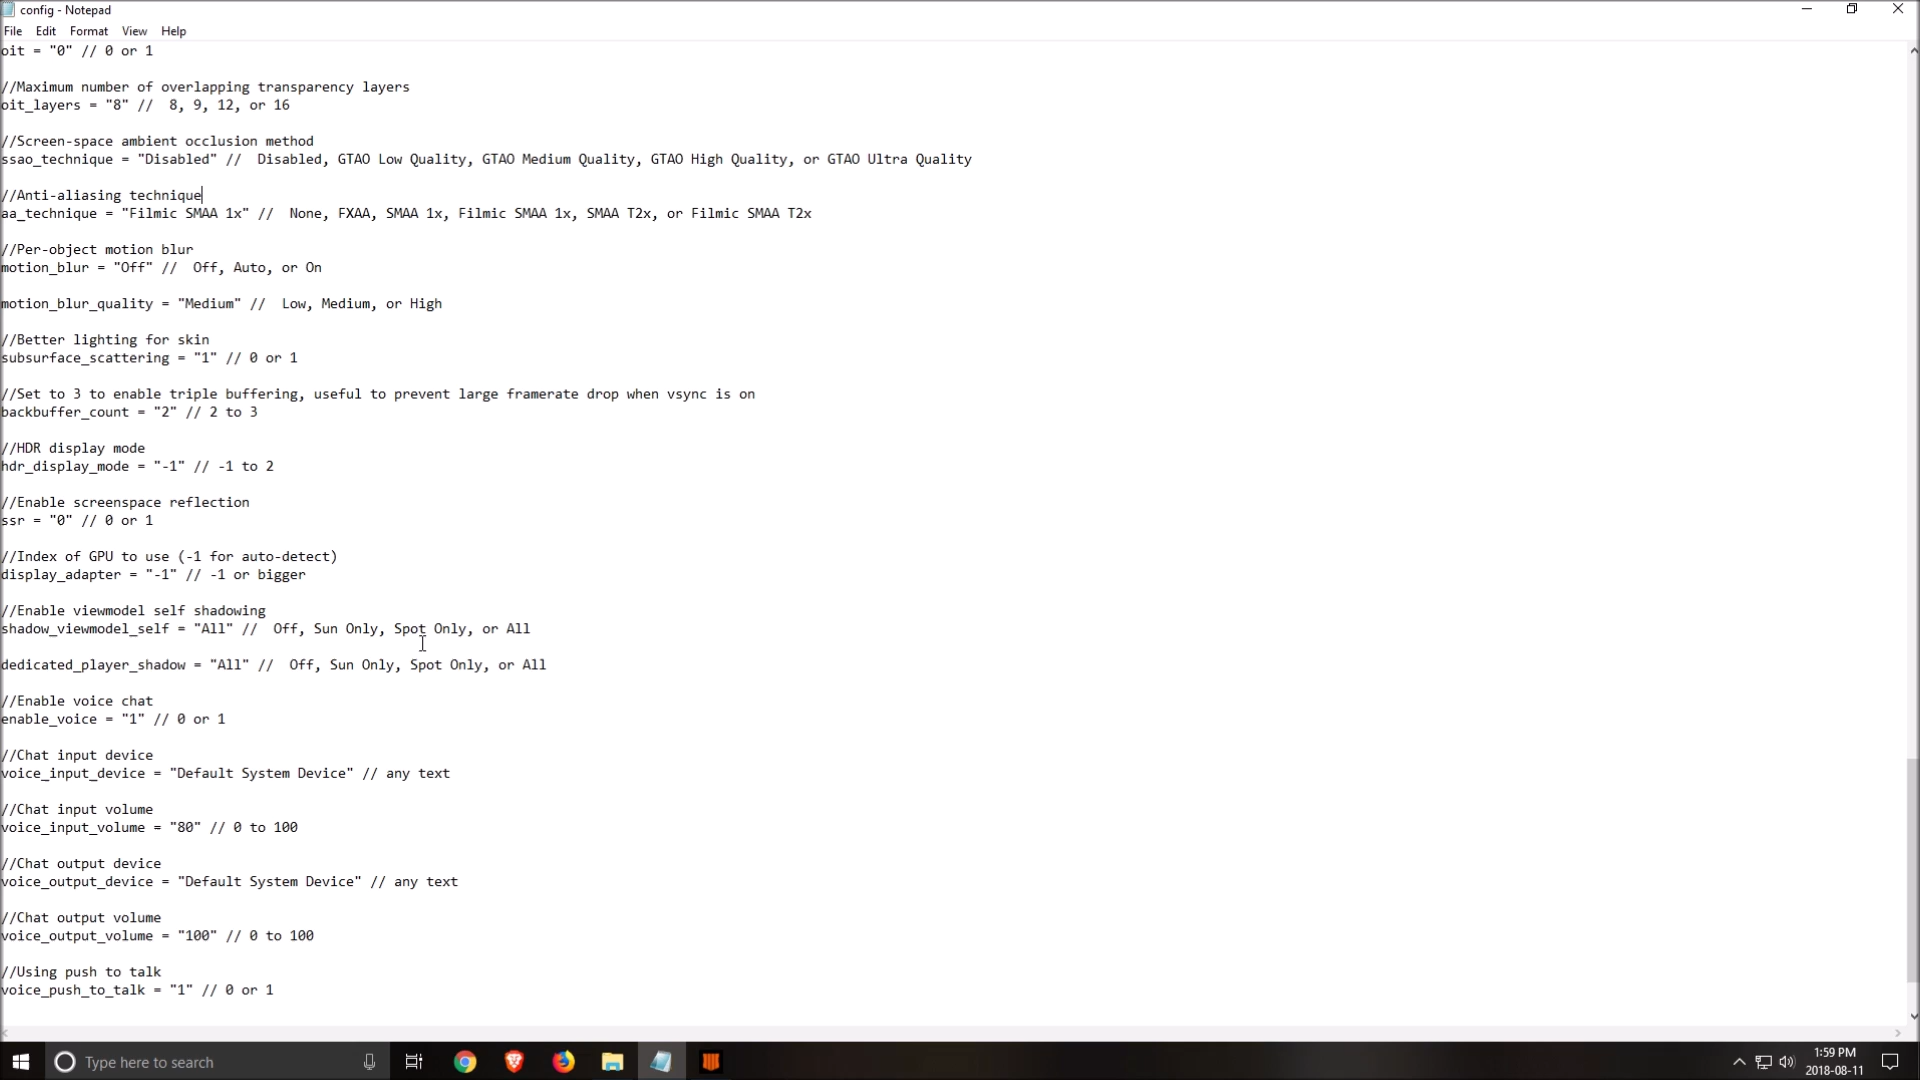 config - Notepad
File Edit Format View Help
oit = "0" // 0 or 1
//Maximum number of overlapping transparency layers
oit_layers = "8" //  8, 9, 12, or 16
//Screen-space ambient occlusion method
ssao_technique = "Disabled" //  Disabled, GTAO Low Quality, GTAO Medium Quality, GTAO High Quality, or GTAO Ultra Quality
//Anti-aliasing technique
aa_technique = "Filmic SMAA 1x" //  None, FXAA, SMAA 1x, Filmic SMAA 1x, SMAA T2x, or Filmic SMAA T2x
//Per-object motion blur
motion_blur = "Off" //  Off, Auto, or On
motion_blur_quality = "Medium" //  Low, Medium, or High
//Better lighting for skin
subsurface_scattering = "1" // 0 or 1
//Set to 3 to enable triple buffering, useful to prevent large framerate drop when vsync is on
backbuffer_count = "2" // 2 to 3
//HDR display mode
hdr_display_mode = "-1" // -1 to 2
//Enable screenspace reflection
ssr = "0" // 0 or 1
//Index of GPU to use (-1 for auto-detect)
display_adapter = "-1" // -1 or bigger
//Enable viewmodel self shadowing
shadow_viewmodel_self = "All" //  Off, Sun Only, Spot Only, or All
dedicated_player_shadow = "All" //  Off, Sun Only, Spot Only, or All
//Enable voice chat
enable_voice = "1" // 0 or 1
//Chat input device
voice_input_device = "Default System Device" // any text
//Chat input volume
voice_input_volume = "80" // 0 to 100
//Chat output device
voice_output_device = "Default System Device" // any text
//Chat output volume
voice_output_volume = "100" // 0 to 100
//Using push to talk
voice_push_to_talk = "1" // 0 or 1
Type here to search
1:59 PM
2018-08-11